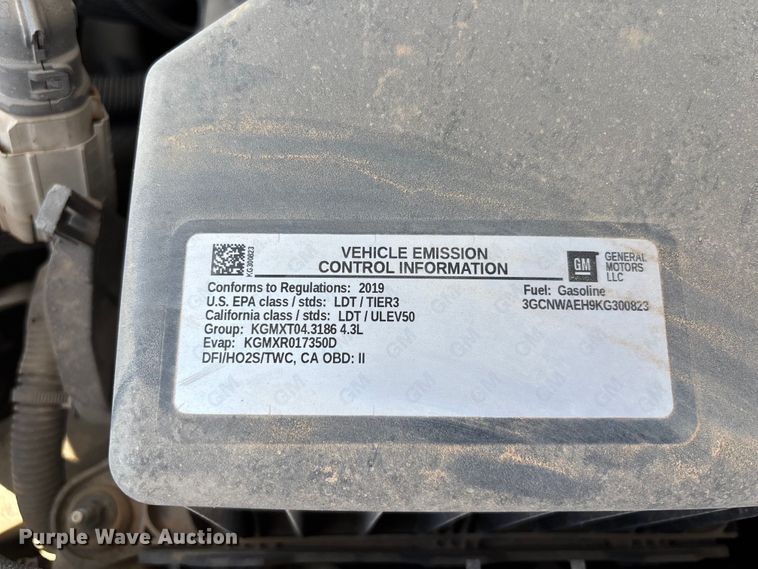 KG300823
VEHICLE EMISSION
CONTROL INFORMATION
GM
GENERAL
MOTORS
LLC
Conforms to Regulations: 2019
U.S. EPA class / stds: LDT / TIER3
California class / stds: LDT / ULEV50
Group: KGMXT04.3186 4.3L
Evap: KGMXR017350D
DFI/HO2S/TWC, CA OBD: II
Fuel: Gasoline
3GCNWAEH9KG300823
Purple Wave Auction